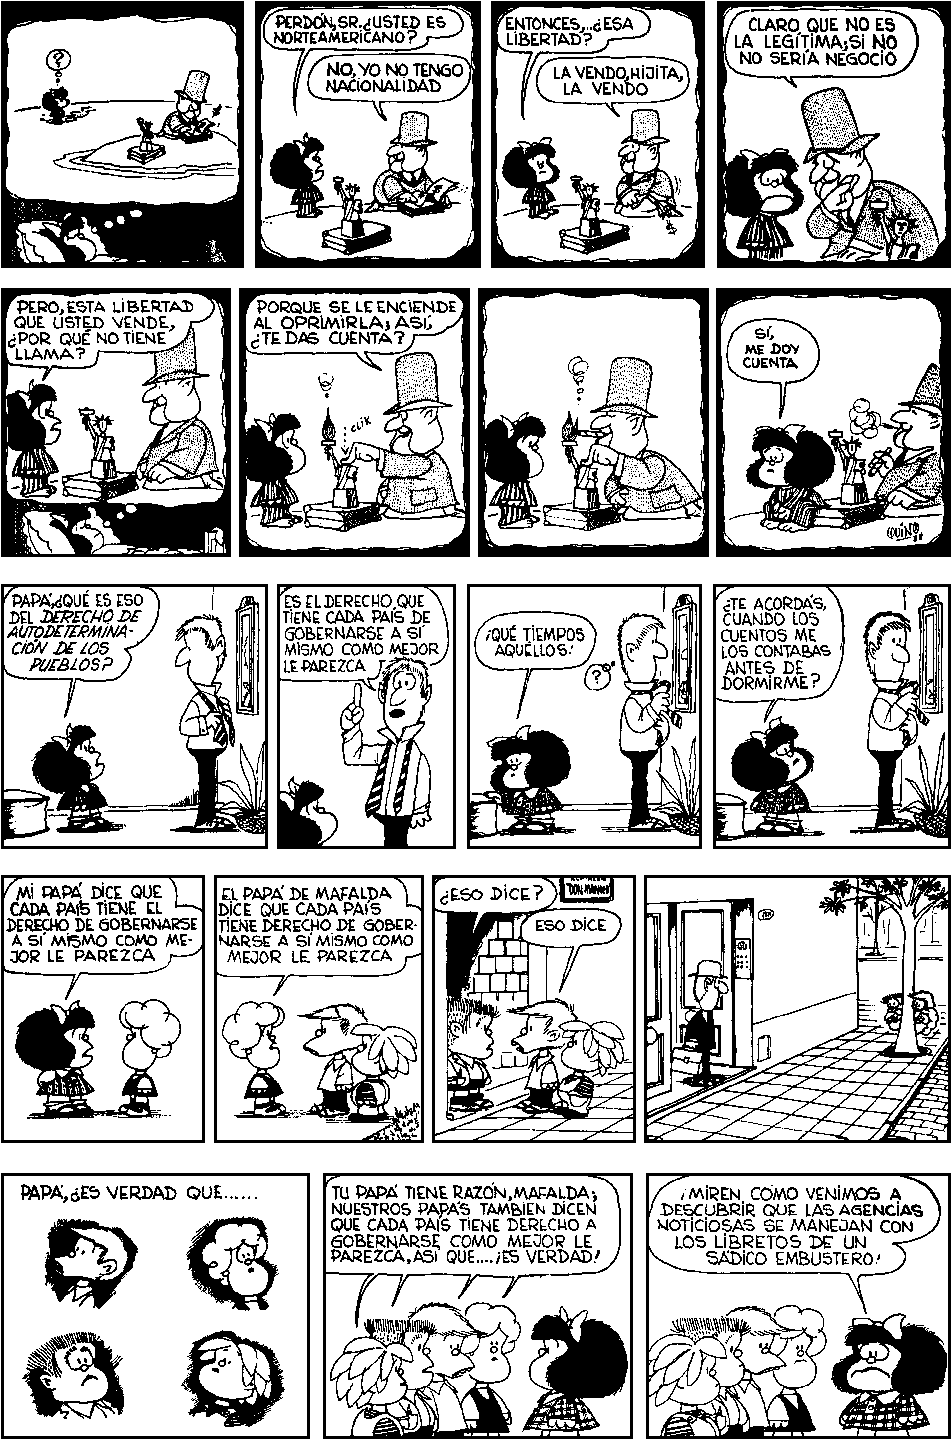 ?
PERDÓN, SR. ¿USTED ES
NORTEAMERICANO?
NO, YO NO TENGO
NACIONALIDAD
ENTONCES,..¿ESA
LIBERTAD?
LA VENDO, HIJITA,
LA VENDO
CLARO QUE NO ES
LA LEGÍTIMA; SI NO
NO SERÍA NEGOCIO
PERO, ESTA LIBERTAD
QUE USTED VENDE,
¿POR QUÉ NO TIENE
LLAMA?
PORQUE SE LE ENCIENDE
AL OPRIMIRLA; ASÍ,
¿TE DAS CUENTA?
CLIK
SÍ,
ME DOY
CUENTA
QUINO
PAPÁ, ¿QUÉ ES ESO
DEL DERECHO DE
AUTODETERMINA-
CIÓN DE LOS
PUEBLOS?
ES EL DERECHO, QUE
TIENE CADA PAÍS DE
GOBERNARSE A SÍ
MISMO COMO MEJOR
LE PAREZCA
¡QUÉ TIEMPOS
AQUELLOS!
?
¿TE ACORDÁS,
CUANDO LOS
CUENTOS ME
LOS CONTABAS
ANTES DE
DORMIRME?
MI PAPÁ DICE QUE
CADA PAÍS TIENE EL
DERECHO DE GOBERNARSE
A SÍ MISMO COMO ME-
JOR LE PAREZCA
EL PAPÁ DE MAFALDA
DICE QUE CADA PAÍS
TIENE DERECHO DE GOBER-
NARSE A SÍ MISMO COMO
MEJOR LE PAREZCA
¿ESO DICE?
"DON MANOLO"
ESO DICE
PAPÁ, ¿ES VERDAD QUE......
TU PAPÁ TIENE RAZÓN, MAFALDA;
NUESTROS PAPÁS TAMBIEN DICEN
QUE CADA PAÍS TIENE DERECHO A
GOBERNARSE COMO MEJOR LE
PAREZCA, ASÍ QUE....¡ES VERDAD!
¡MIREN CÓMO VENIMOS A
DESCUBRIR QUE LAS AGENCIAS
NOTICIOSAS SE MANEJAN CON
LOS LIBRETOS DE UN
SÁDICO EMBUSTERO!